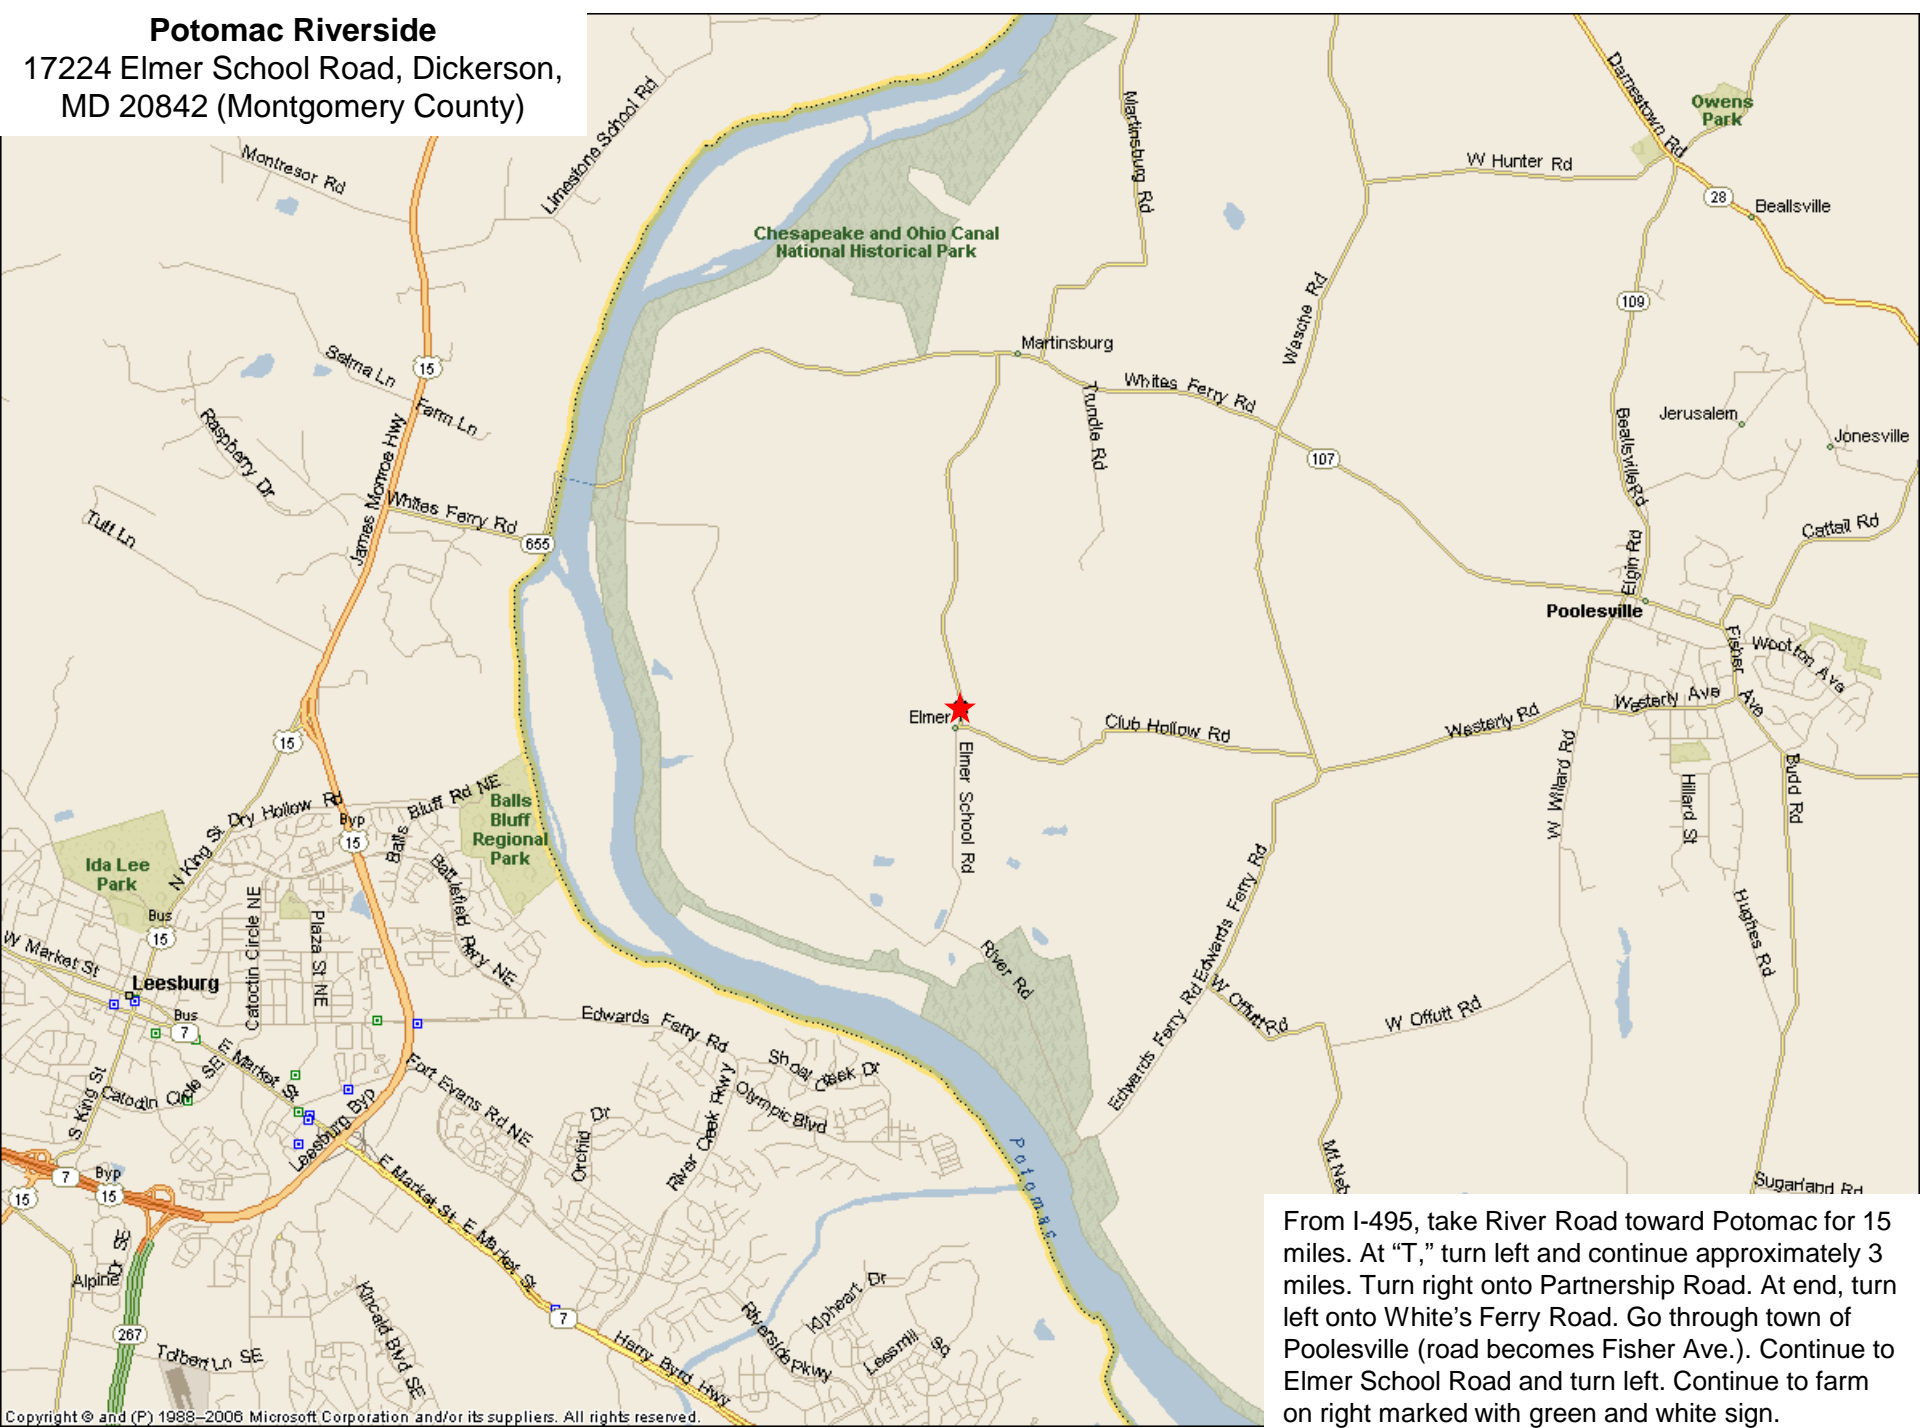 Potomac Riverside
17224 Elmer School Road, Dickerson,
MD 20842 (Montgomery County)
Limestone School Rd
Montresor Rd
Martinsburg Rd
Darnestown Rd
Owens
Park
W Hunter Rd
28
Beallsville
Chesapeake and Ohio Canal
National Historical Park
Wasche Rd
109
Martinsburg
15
Selma Ln
Farm Ln
Whites Ferry Rd
Trundle Rd
Jerusalem
Jonesville
Beallsville Rd
Raspberry Dr
James Monroe Hwy
107
Whites Ferry Rd
655
Tutt Ln
Cattail Rd
Elgin Rd
Poolesville
Fisher Ave
Wootton Ave
Westerly Ave
Elmer
Club Hollow Rd
Westerly Rd
15
Elmer School Rd
W Willard Rd
Hillard St
Budd Rd
Balls Bluff Rd NE
Dry Hollow Rd
N King St
Byp
15
Balls
Bluff
Regional
Park
Battlefield Pkwy NE
Ida Lee
Park
Bus
15
Catoctin Circle NE
Plaza St NE
W Market St
Leesburg
Bus
7
Edwards Ferry Rd
Edwards Ferry Rd
Hughes Rd
River Rd
W Offutt Rd
W Offutt Rd
Edwards Ferry Rd
E Market St
Catoctin Circle SE
S King St
Fort Evans Rd NE
Shoal Creek Dr
Olympic Blvd
River Creek Pkwy
Orchid Dr
Leesburg Byp
Potomac
Mt Neb
Sugarland Rd
7
Byp
15
15
E Market St
E Market St
Dr SE
Alpine
267
Tolbert Ln SE
Kincaid Blvd SE
7
Harry Byrd Hwy
Riverside Pkwy
Kipheart Dr
Leesmill Sq
From I-495, take River Road toward Potomac for 15
miles. At “T,” turn left and continue approximately 3
miles. Turn right onto Partnership Road. At end, turn
left onto White’s Ferry Road. Go through town of
Poolesville (road becomes Fisher Ave.). Continue to
Elmer School Road and turn left. Continue to farm
on right marked with green and white sign.
Copyright © and (P) 1988–2006 Microsoft Corporation and/or its suppliers. All rights reserved.